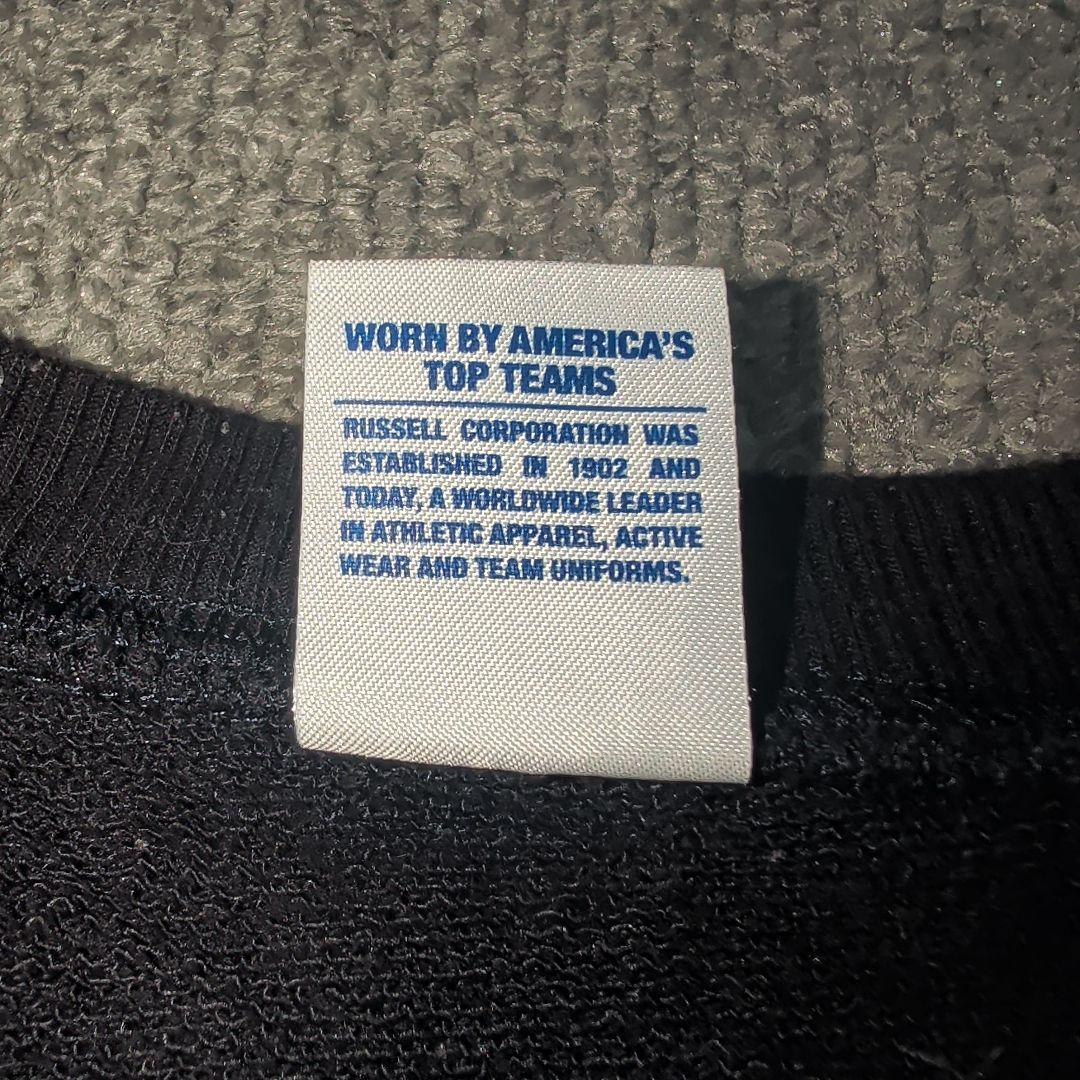 WORN BY AMERICA'S
TOP TEAMS
RUSSELL CORPORATION WAS
ESTABLISHED IN 1902 AND
TODAY, A WORLDWIDE LEADER
IN ATHLETIC APPAREL, ACTIVE
WEAR AND TEAM UNIFORMS.